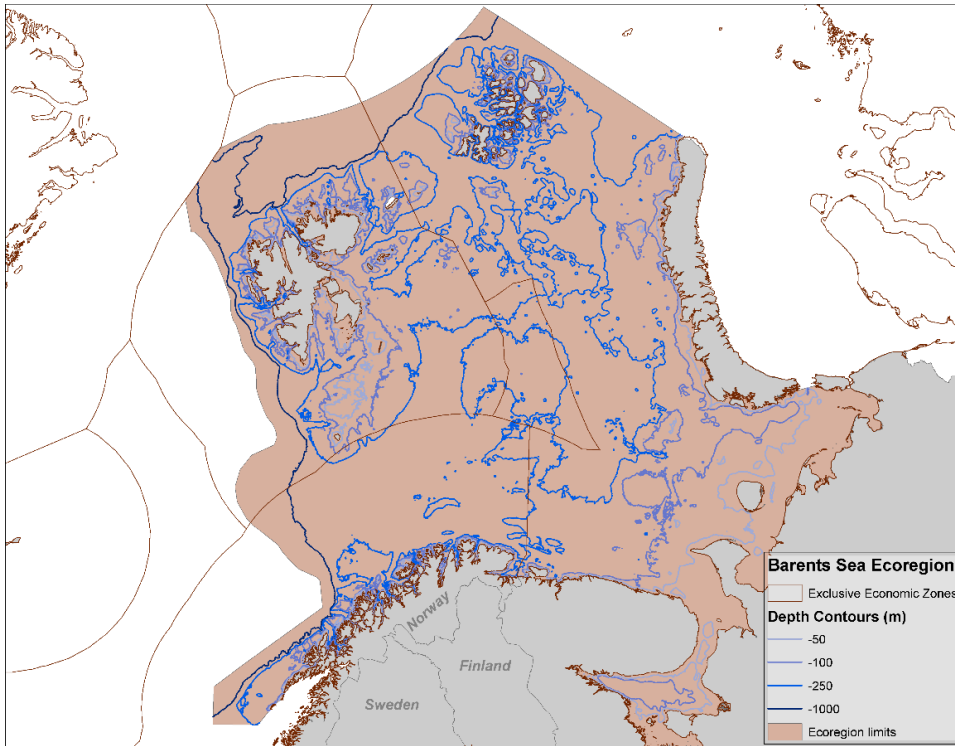 Norway
Finland
Sweden
Barents Sea Ecoregion
Exclusive Economic Zones
Depth Contours (m)
-50
-100
-250
-1000
Ecoregion limits